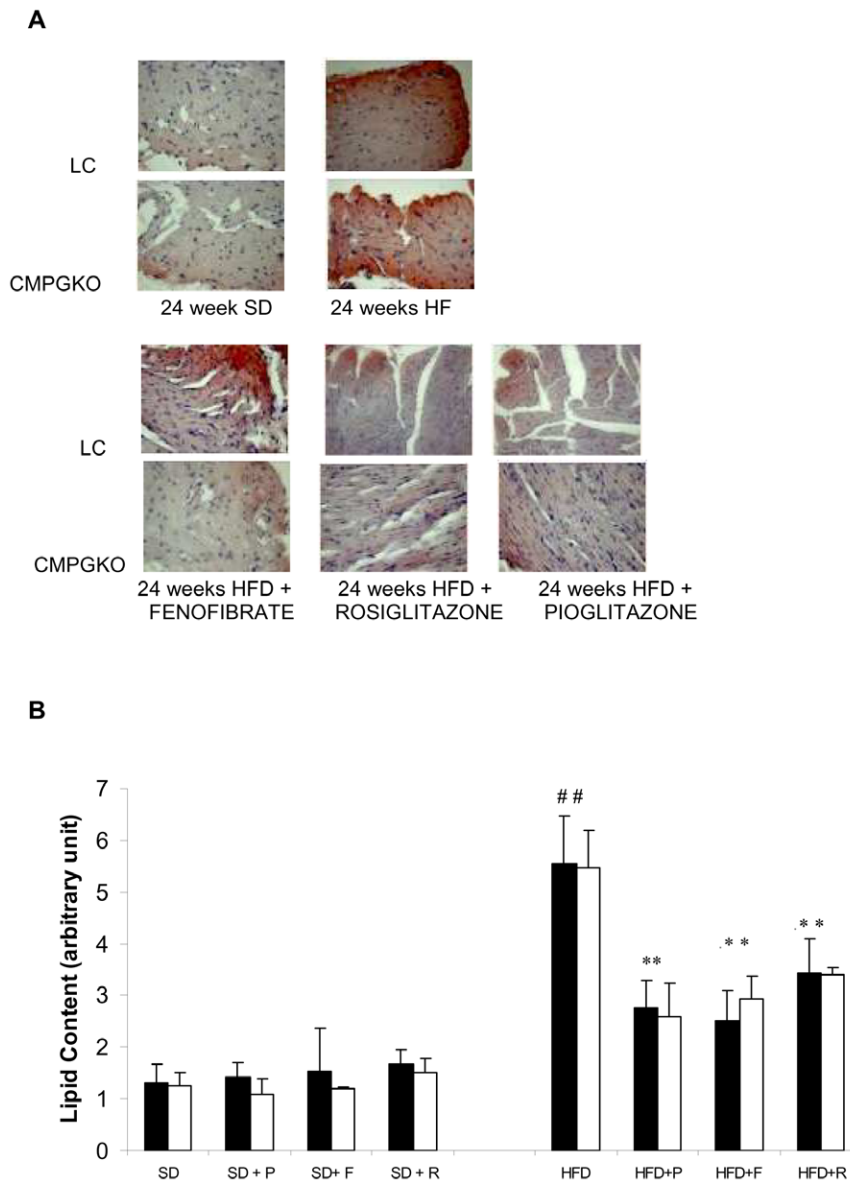 A
LC
CMPGKO
24 week SD 24 weeks HF
LC
CMPGKO
24 weeks HFD + FENOFIBRATE
24 weeks HFD + ROSIGLITAZONE
24 weeks HFD + PIOGLITAZONE
B
Lipid Content (arbitrary unit)
7
6
5
4
3
2
1
0
# #
**
* *
* *
SD SD + P SD+ F SD + R HFD HFD+P HFD+F HFD+R